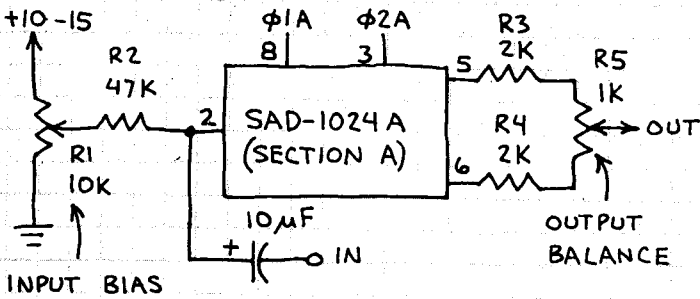 +10-15
R2
47K
R1
10K
INPUT BIAS
φ1A
φ2A
8
3
2
SAD-1024A
(SECTION A)
5
6
10µF
+
IN
R3
2K
R4
2K
R5
1K
OUT
OUTPUT
BALANCE